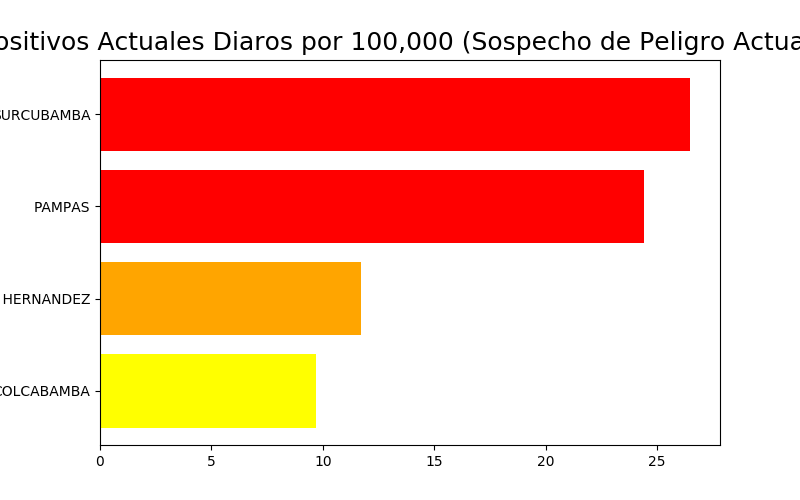 ositivos Actuales Diaros por 100,000 (Sospecho de Peligro Actua
SURCUBAMBA
PAMPAS
HERNANDEZ
COLCABAMBA
0 5 10 15 20 25